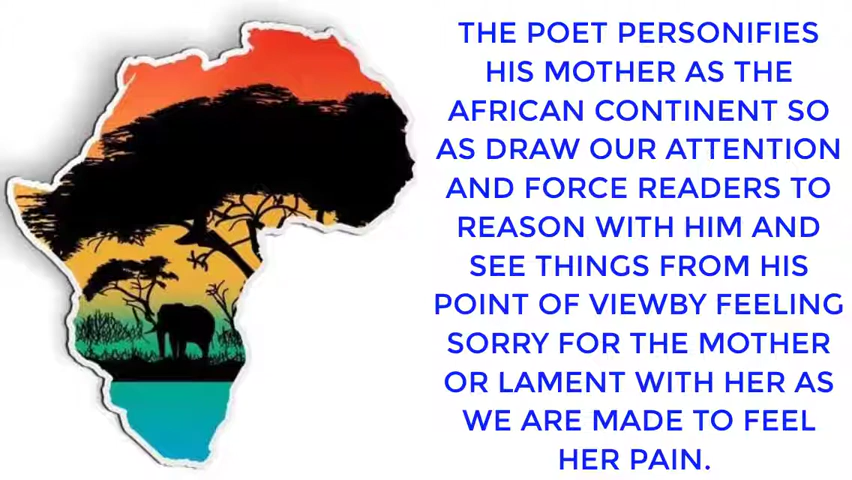 THE POET PERSONIFIES
HIS MOTHER AS THE
AFRICAN CONTINENT SO
AS DRAW OUR ATTENTION
AND FORCE READERS TO
REASON WITH HIM AND
SEE THINGS FROM HIS
POINT OF VIEWBY FEELING
SORRY FOR THE MOTHER
OR LAMENT WITH HER AS
WE ARE MADE TO FEEL
HER PAIN.